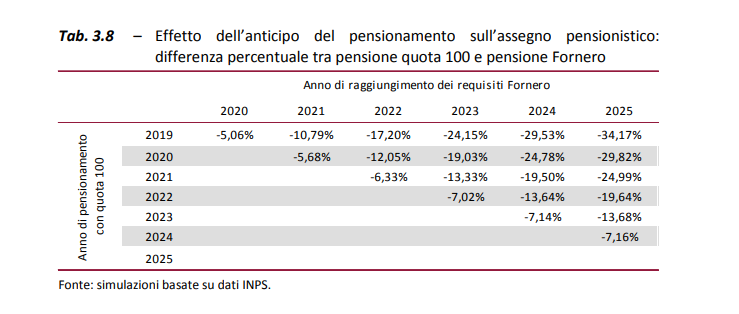 Tab. 3.8 – Effetto dell’anticipo del pensionamento sull’assegno pensionistico:
differenza percentuale tra pensione quota 100 e pensione Fornero
Anno di raggiungimento dei requisiti Fornero
2020 2021 2022 2023 2024 2025
Anno di pensionamento
con quota 100
2019 -5,06% -10,79% -17,20% -24,15% -29,53% -34,17%
2020 -5,68% -12,05% -19,03% -24,78% -29,82%
2021 -6,33% -13,33% -19,50% -24,99%
2022 -7,02% -13,64% -19,64%
2023 -7,14% -13,68%
2024 -7,16%
2025
Fonte: simulazioni basate su dati INPS.